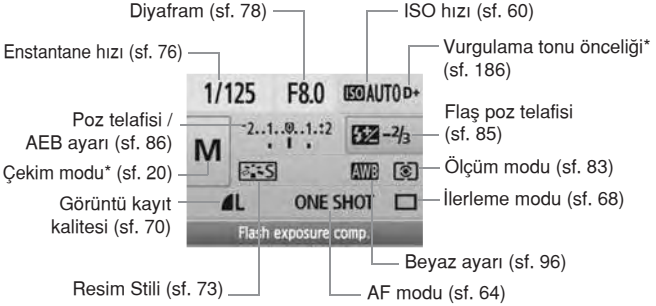 Diyafram (sf. 78)
ISO hızı (sf. 60)
Enstantane hızı (sf. 76)
Vurgulama tonu önceliği*
(sf. 186)
1/125 F8.0 ISO AUTO D+
Poz telafisi /
AEB ayarı (sf. 86)
-2..1..0..1.:2
-2/3
Flaş poz telafisi
(sf. 85)
M
Çekim modu* (sf. 20)
S
AWB
Ölçüm modu (sf. 83)
Görüntü kayıt
kalitesi (sf. 70)
L ONE SHOT
İlerleme modu (sf. 68)
Flash exposure comp.
Beyaz ayarı (sf. 96)
Resim Stili (sf. 73)
AF modu (sf. 64)